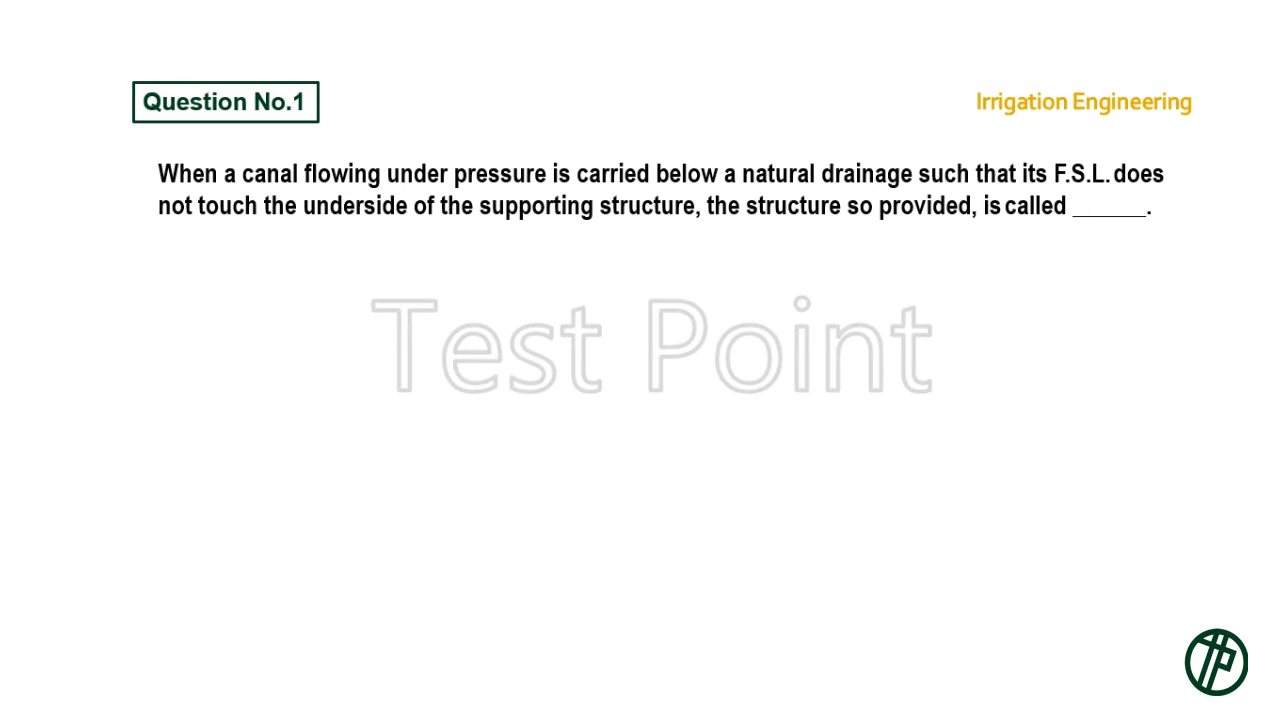 Question No.1
Irrigation Engineering
When a canal flowing under pressure is carried below a natural drainage such that its F.S.L. does
not touch the underside of the supporting structure, the structure so provided, is called ______.
Test Point